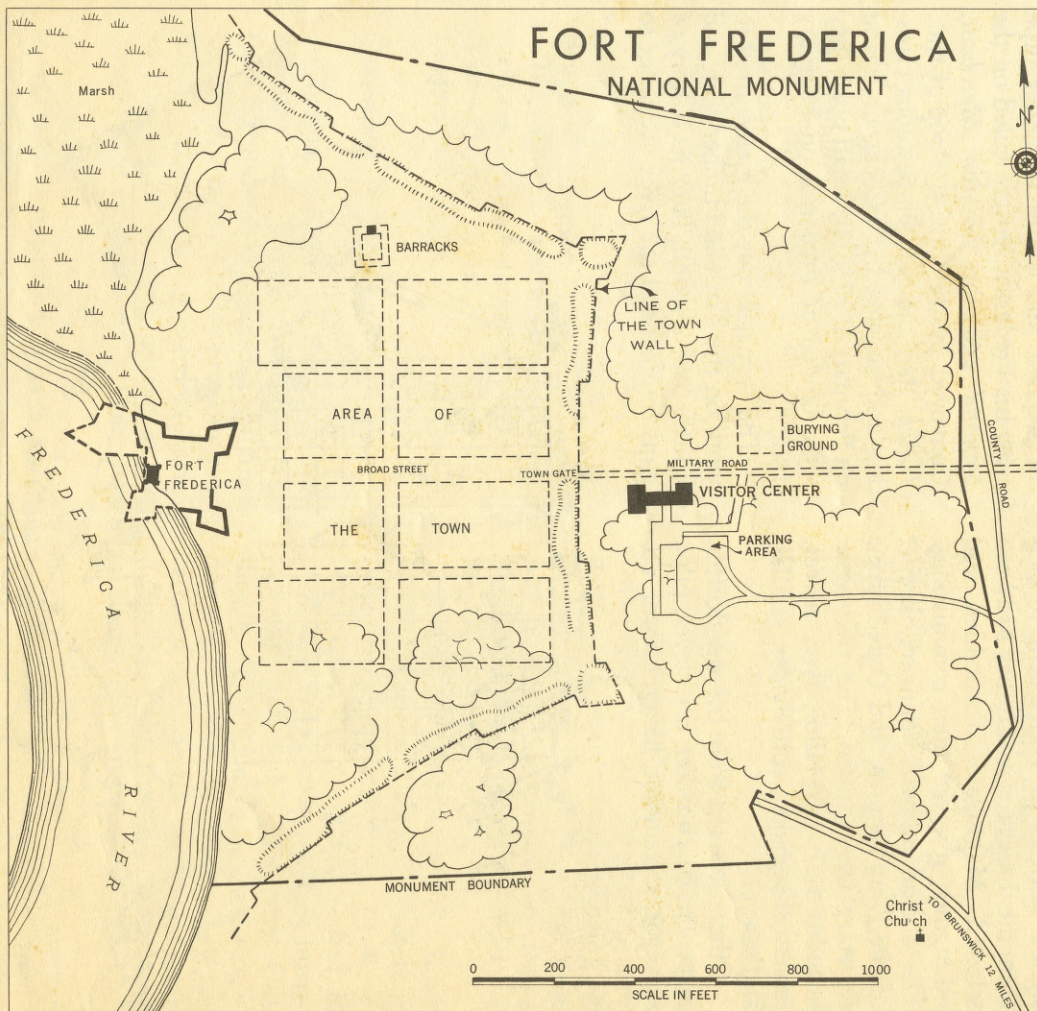 FORT FREDERICA
NATIONAL MONUMENT
Marsh
N
BARRACKS
LINE OF
THE TOWN
WALL
AREA OF
BURYING
GROUND
COUNTY ROAD
FREDERICA
RIVER
FORT
FREDERICA
BROAD STREET
TOWN GATE
MILITARY ROAD
VISITOR CENTER
THE TOWN
PARKING
AREA
MONUMENT BOUNDARY
Christ
Church
TO BRUNSWICK 12 MILES
0 200 400 600 800 1000
SCALE IN FEET